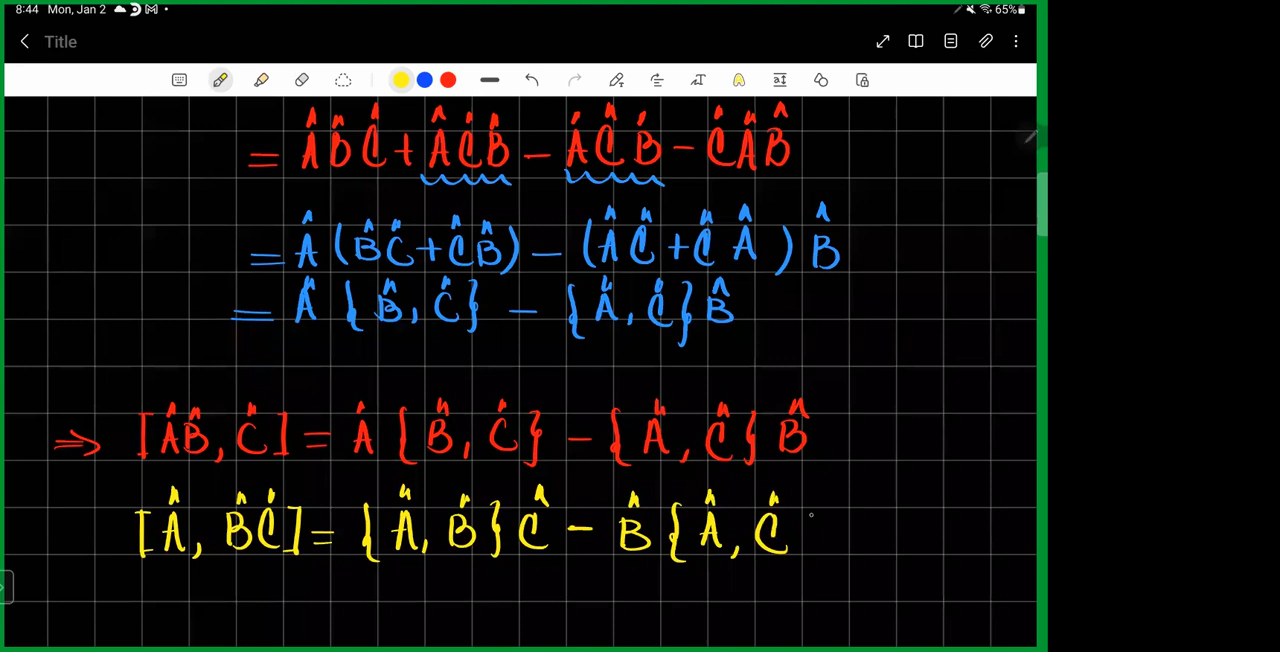 8:44 Mon, Jan 2 65%
Title
= ÂB̂Ĉ + ÂĈB̂ − ÂĈB̂ − ĈÂB̂
= Â(B̂Ĉ + ĈB̂) − (ÂĈ + ĈÂ)B̂
= Â{B̂, Ĉ} − {Â, Ĉ}B̂
⇒ [ÂB̂, Ĉ] = Â{B̂, Ĉ} − {Â, Ĉ}B̂
[Â, B̂Ĉ] = {Â, B̂}Ĉ − B̂{Â, Ĉ